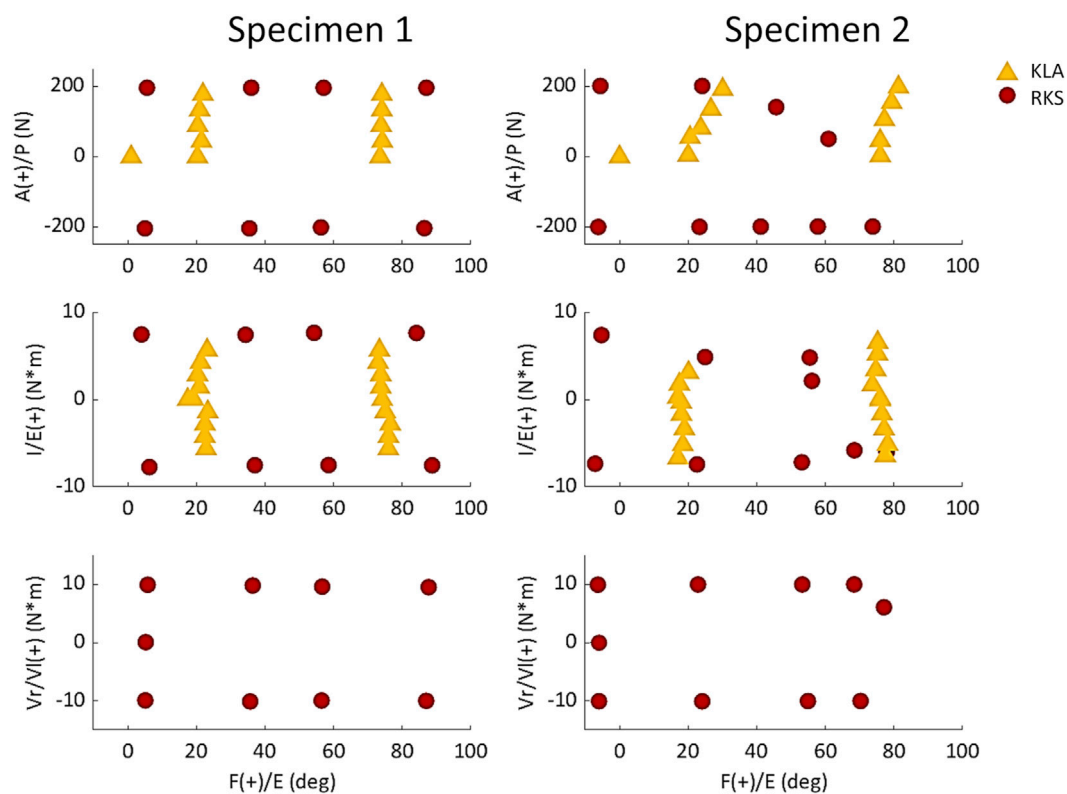 Specimen 1
Specimen 2
KLA
RKS
A(+)/P (N)
200
0
-200
0 20 40 60 80 100
A(+)/P (N)
200
0
-200
0 20 40 60 80 100
I/E(+) (N*m)
10
0
-10
0 20 40 60 80 100
I/E(+) (N*m)
10
0
-10
0 20 40 60 80 100
Vr/Vl(+) (N*m)
10
0
-10
0 20 40 60 80 100
F(+)/E (deg)
Vr/Vl(+) (N*m)
10
0
-10
0 20 40 60 80 100
F(+)/E (deg)